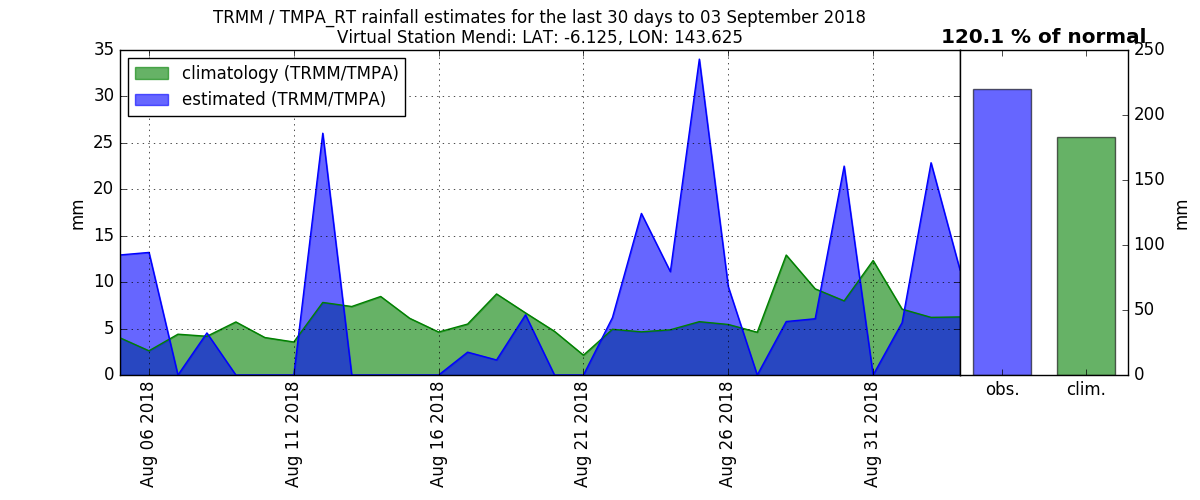 TRMM / TMPA_RT rainfall estimates for the last 30 days to 03 September 2018
Virtual Station Mendi: LAT: -6.125, LON: 143.625
120.1 % of normal
climatology (TRMM/TMPA)
estimated (TRMM/TMPA)
35
30
25
20
15
10
5
0
mm
Aug 06 2018
Aug 11 2018
Aug 16 2018
Aug 21 2018
Aug 26 2018
Aug 31 2018
250
200
150
100
50
0
mm
obs.
clim.